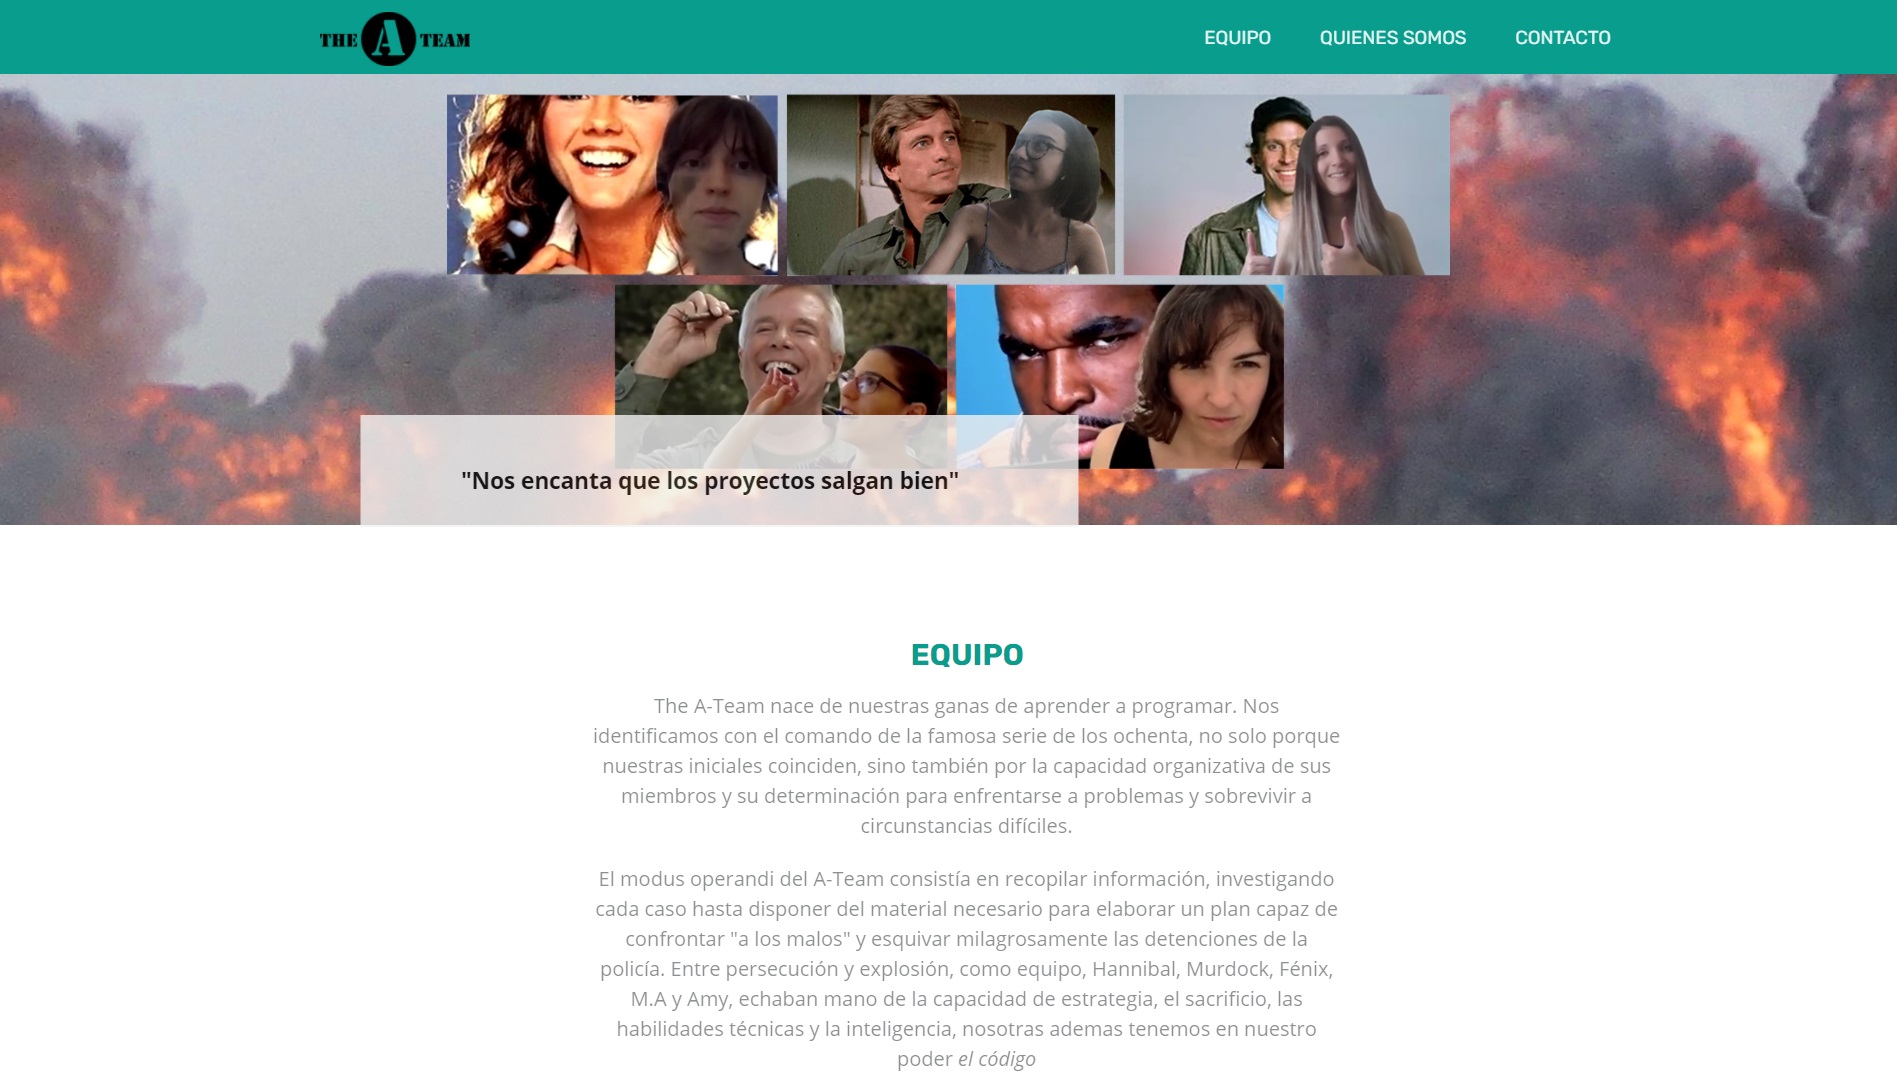 THE A TEAM
EQUIPO
QUIENES SOMOS
CONTACTO
"Nos encanta que los proyectos salgan bien"
EQUIPO
The A-Team nace de nuestras ganas de aprender a programar. Nos
identificamos con el comando de la famosa serie de los ochenta, no solo porque
nuestras iniciales coinciden, sino también por la capacidad organizativa de sus
miembros y su determinación para enfrentarse a problemas y sobrevivir a
circunstancias difíciles.
El modus operandi del A-Team consistía en recopilar información, investigando
cada caso hasta disponer del material necesario para elaborar un plan capaz de
confrontar "a los malos" y esquivar milagrosamente las detenciones de la
policía. Entre persecución y explosión, como equipo, Hannibal, Murdock, Fénix,
M.A y Amy, echaban mano de la capacidad de estrategia, el sacrificio, las
habilidades técnicas y la inteligencia, nosotras ademas tenemos en nuestro
poder el código